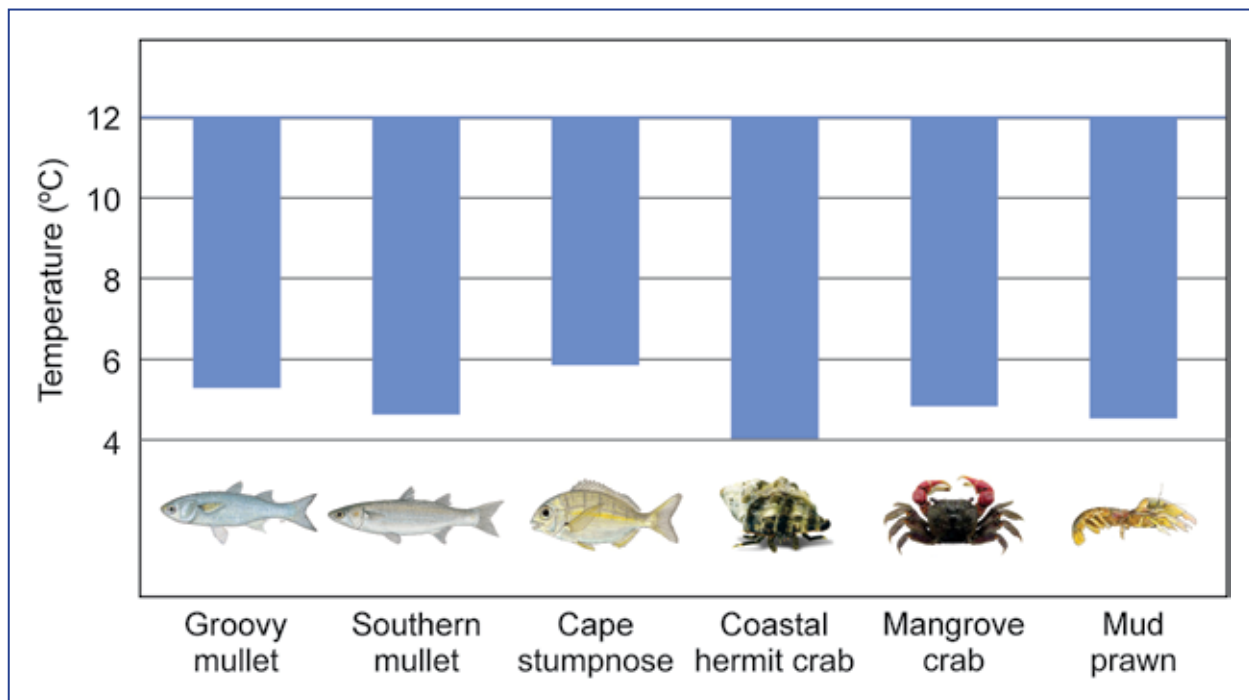 Temperature (ºC)
12
10
8
6
4
Groovy
mullet
Southern
mullet
Cape
stumpnose
Coastal
hermit crab
Mangrove
crab
Mud
prawn